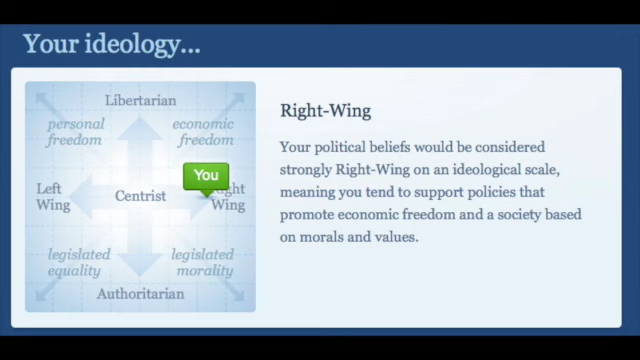 Your ideology...
Libertarian
personal
freedom
economic
freedom
You
Left
Wing
Centrist
Wing
legislated
equality
legislated
morality
Authoritarian
Right-Wing
Your political beliefs would be considered
strongly Right-Wing on an ideological scale,
meaning you tend to support policies that
promote economic freedom and a society based
on morals and values.